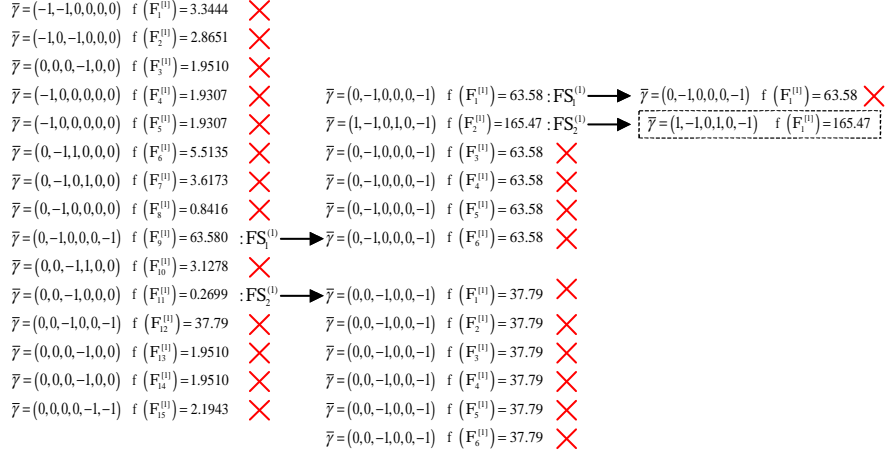 γ̅=(-1,-1,0,0,0,0) f (F₁^[1])=3.3444
γ̅=(-1,0,-1,0,0,0) f (F₂^[1])=2.8651
γ̅=(0,0,0,-1,0,0) f (F₃^[1])=1.9510
γ̅=(-1,0,0,0,0,0) f (F₄^[1])=1.9307
γ̅=(-1,0,0,0,0,0) f (F₅^[1])=1.9307
γ̅=(0,-1,1,0,0,0) f (F₆^[1])=5.5135
γ̅=(0,-1,0,1,0,0) f (F₇^[1])=3.6173
γ̅=(0,-1,0,0,0,0) f (F₈^[1])=0.8416
γ̅=(0,-1,0,0,0,-1) f (F₉^[1])=63.580 :FS₁^(1)
γ̅=(0,0,-1,1,0,0) f (F₁₀^[1])=3.1278
γ̅=(0,0,-1,0,0,0) f (F₁₁^[1])=0.2699 :FS₂^(1)
γ̅=(0,0,-1,0,0,-1) f (F₁₂^[1])=37.79
γ̅=(0,0,0,-1,0,0) f (F₁₃^[1])=1.9510
γ̅=(0,0,0,-1,0,0) f (F₁₄^[1])=1.9510
γ̅=(0,0,0,0,-1,-1) f (F₁₅^[1])=2.1943
γ̅=(0,-1,0,0,0,-1) f (F₁^[1])=63.58 :FS₁^(1)
γ̅=(1,-1,0,1,0,-1) f (F₂^[1])=165.47 :FS₂^(1)
γ̅=(0,-1,0,0,0,-1) f (F₃^[1])=63.58
γ̅=(0,-1,0,0,0,-1) f (F₄^[1])=63.58
γ̅=(0,-1,0,0,0,-1) f (F₅^[1])=63.58
γ̅=(0,-1,0,0,0,-1) f (F₆^[1])=63.58
γ̅=(0,0,-1,0,0,-1) f (F₁^[1])=37.79
γ̅=(0,0,-1,0,0,-1) f (F₂^[1])=37.79
γ̅=(0,0,-1,0,0,-1) f (F₃^[1])=37.79
γ̅=(0,0,-1,0,0,-1) f (F₄^[1])=37.79
γ̅=(0,0,-1,0,0,-1) f (F₅^[1])=37.79
γ̅=(0,0,-1,0,0,-1) f (F₆^[1])=37.79
γ̅=(0,-1,0,0,0,-1) f (F₁^[1])=63.58
γ̅=(1,-1,0,1,0,-1) f (F₁^[1])=165.47